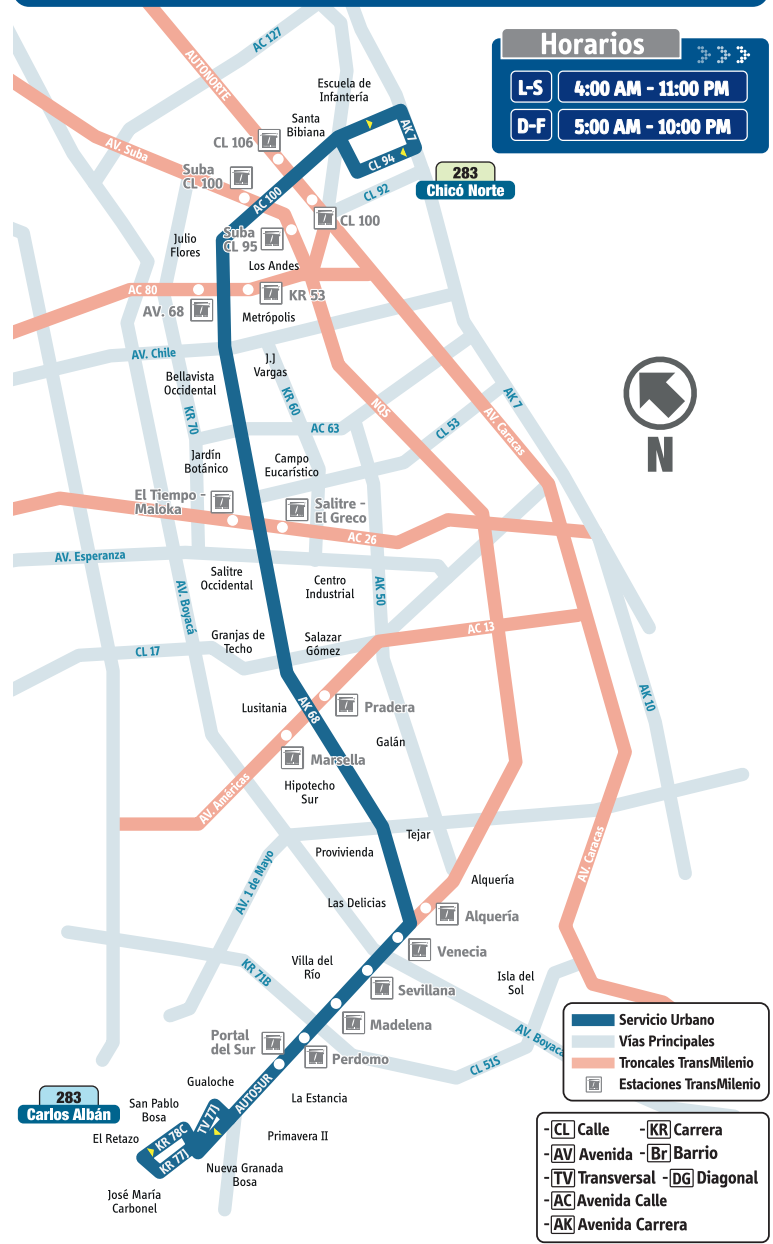 Horarios
L-S
4:00 AM - 11:00 PM
D-F
5:00 AM - 10:00 PM
AC 127
AUTONORTE
Escuela de
Infantería
Santa
Bibiana
AK 7
CL 94
CL 106
AV. Suba
Suba
CL 100
AC 100
CL 92
283
Chicó Norte
CL 100
Julio
Flores
Suba
CL 95
Los Andes
AC 80
KR 53
AV. 68
Metrópolis
AV. Chile
J.J
Vargas
Bellavista
Occidental
KR 60
KR 70
NQS
AK 7
AV. Caracas
AC 63
CL 53
N
Jardín
Botánico
Campo
Eucarístico
El Tiempo -
Maloka
Salitre -
El Greco
AC 26
AV. Esperanza
Salitre
Occidental
Centro
Industrial
AK 50
AV. Boyacá
Granjas de
Techo
Salazar
Gómez
AC 13
CL 17
AK 10
Lusitania
AK 68
Pradera
Galán
Marsella
AV. Américas
Hipotecho
Sur
Tejar
Provivienda
AV. Caracas
AV. 1 de Mayo
Alquería
Las Delicias
Alquería
Venecia
Villa del
Río
KR 71B
Isla del
Sol
Sevillana
Madelena
Portal
del Sur
Perdomo
AV. Boyacá
CL 51S
Gualoche
AUTOSUR
La Estancia
283
Carlos Albán
San Pablo
Bosa
TV 77I
El Retazo
KR 78C
KR 77J
Primavera II
Nueva Granada
Bosa
José María
Carbonel
Servicio Urbano
Vías Principales
Troncales TransMilenio
Estaciones TransMilenio
- CL Calle - KR Carrera
- AV Avenida - Br Barrio
- TV Transversal - DG Diagonal
- AC Avenida Calle
- AK Avenida Carrera